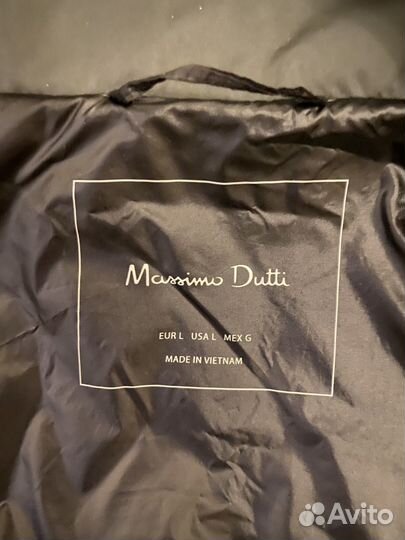 Massimo Dutti
EUR L USA L MEX G
MADE IN VIETNAM
Avito